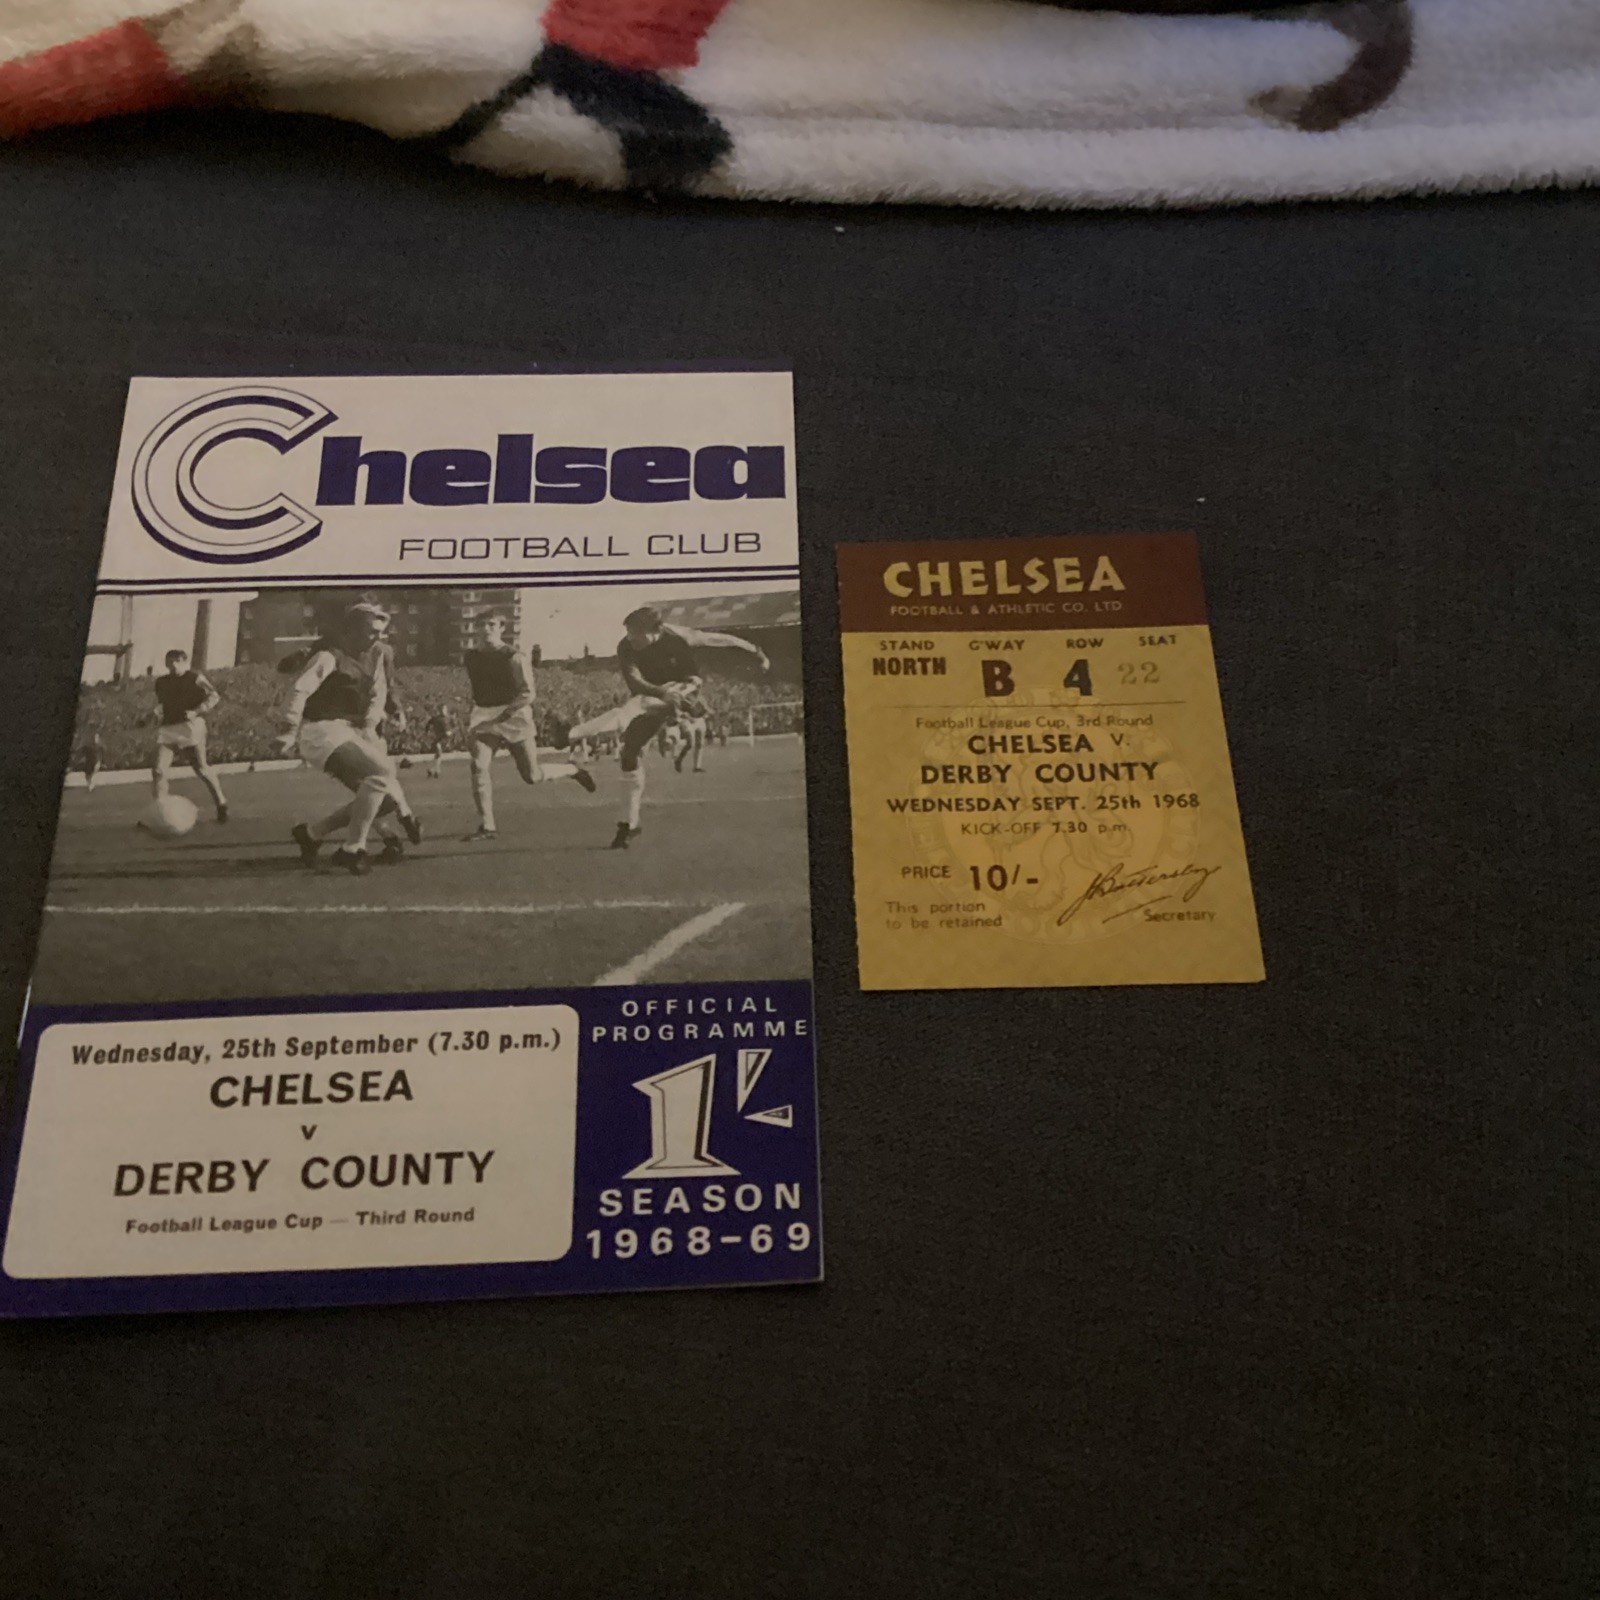 Chelsea
FOOTBALL CLUB
Wednesday, 25th September (7.30 p.m.)
CHELSEA
v
DERBY COUNTY
Football League Cup — Third Round
OFFICIAL
PROGRAMME
1/-
SEASON
1968-69
CHELSEA
FOOTBALL & ATHLETIC CO. LTD
STAND G'WAY ROW SEAT
NORTH B 4 22
Football League Cup, 3rd Round
CHELSEA V.
DERBY COUNTY
WEDNESDAY SEPT. 25th 1968
KICK-OFF 7.30 p.m.
PRICE 10/-
This portion
to be retained
Secretary